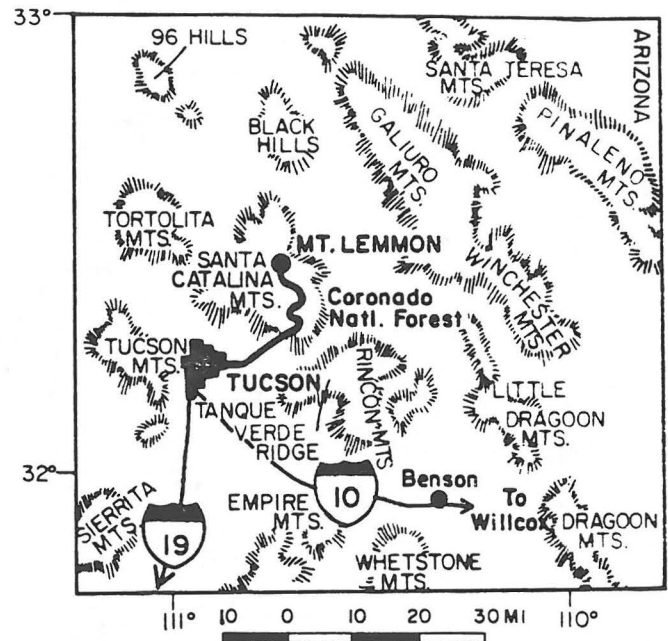 33°
96 HILLS
ARIZONA
SANTA TERESA
MTS.
BLACK
HILLS
GALIURO
MTS.
PINALENO
MTS.
TORTOLITA
MTS.
MT. LEMMON
SANTA
CATALINA
MTS.
WINCHESTER
MTS
Coronado
Natl. Forest
TUCSON
MTS.
TUCSON
RINCON MTS
LITTLE
DRAGOON
MTS.
TANQUE
VERDE
RIDGE
32°
Benson
10
To
Willcox
EMPIRE
MTS.
SIERRITA
MTS
19
DRAGOON
MTS.
WHETSTONE
MTS.
111°
110°
10 0 10 20 30 MI